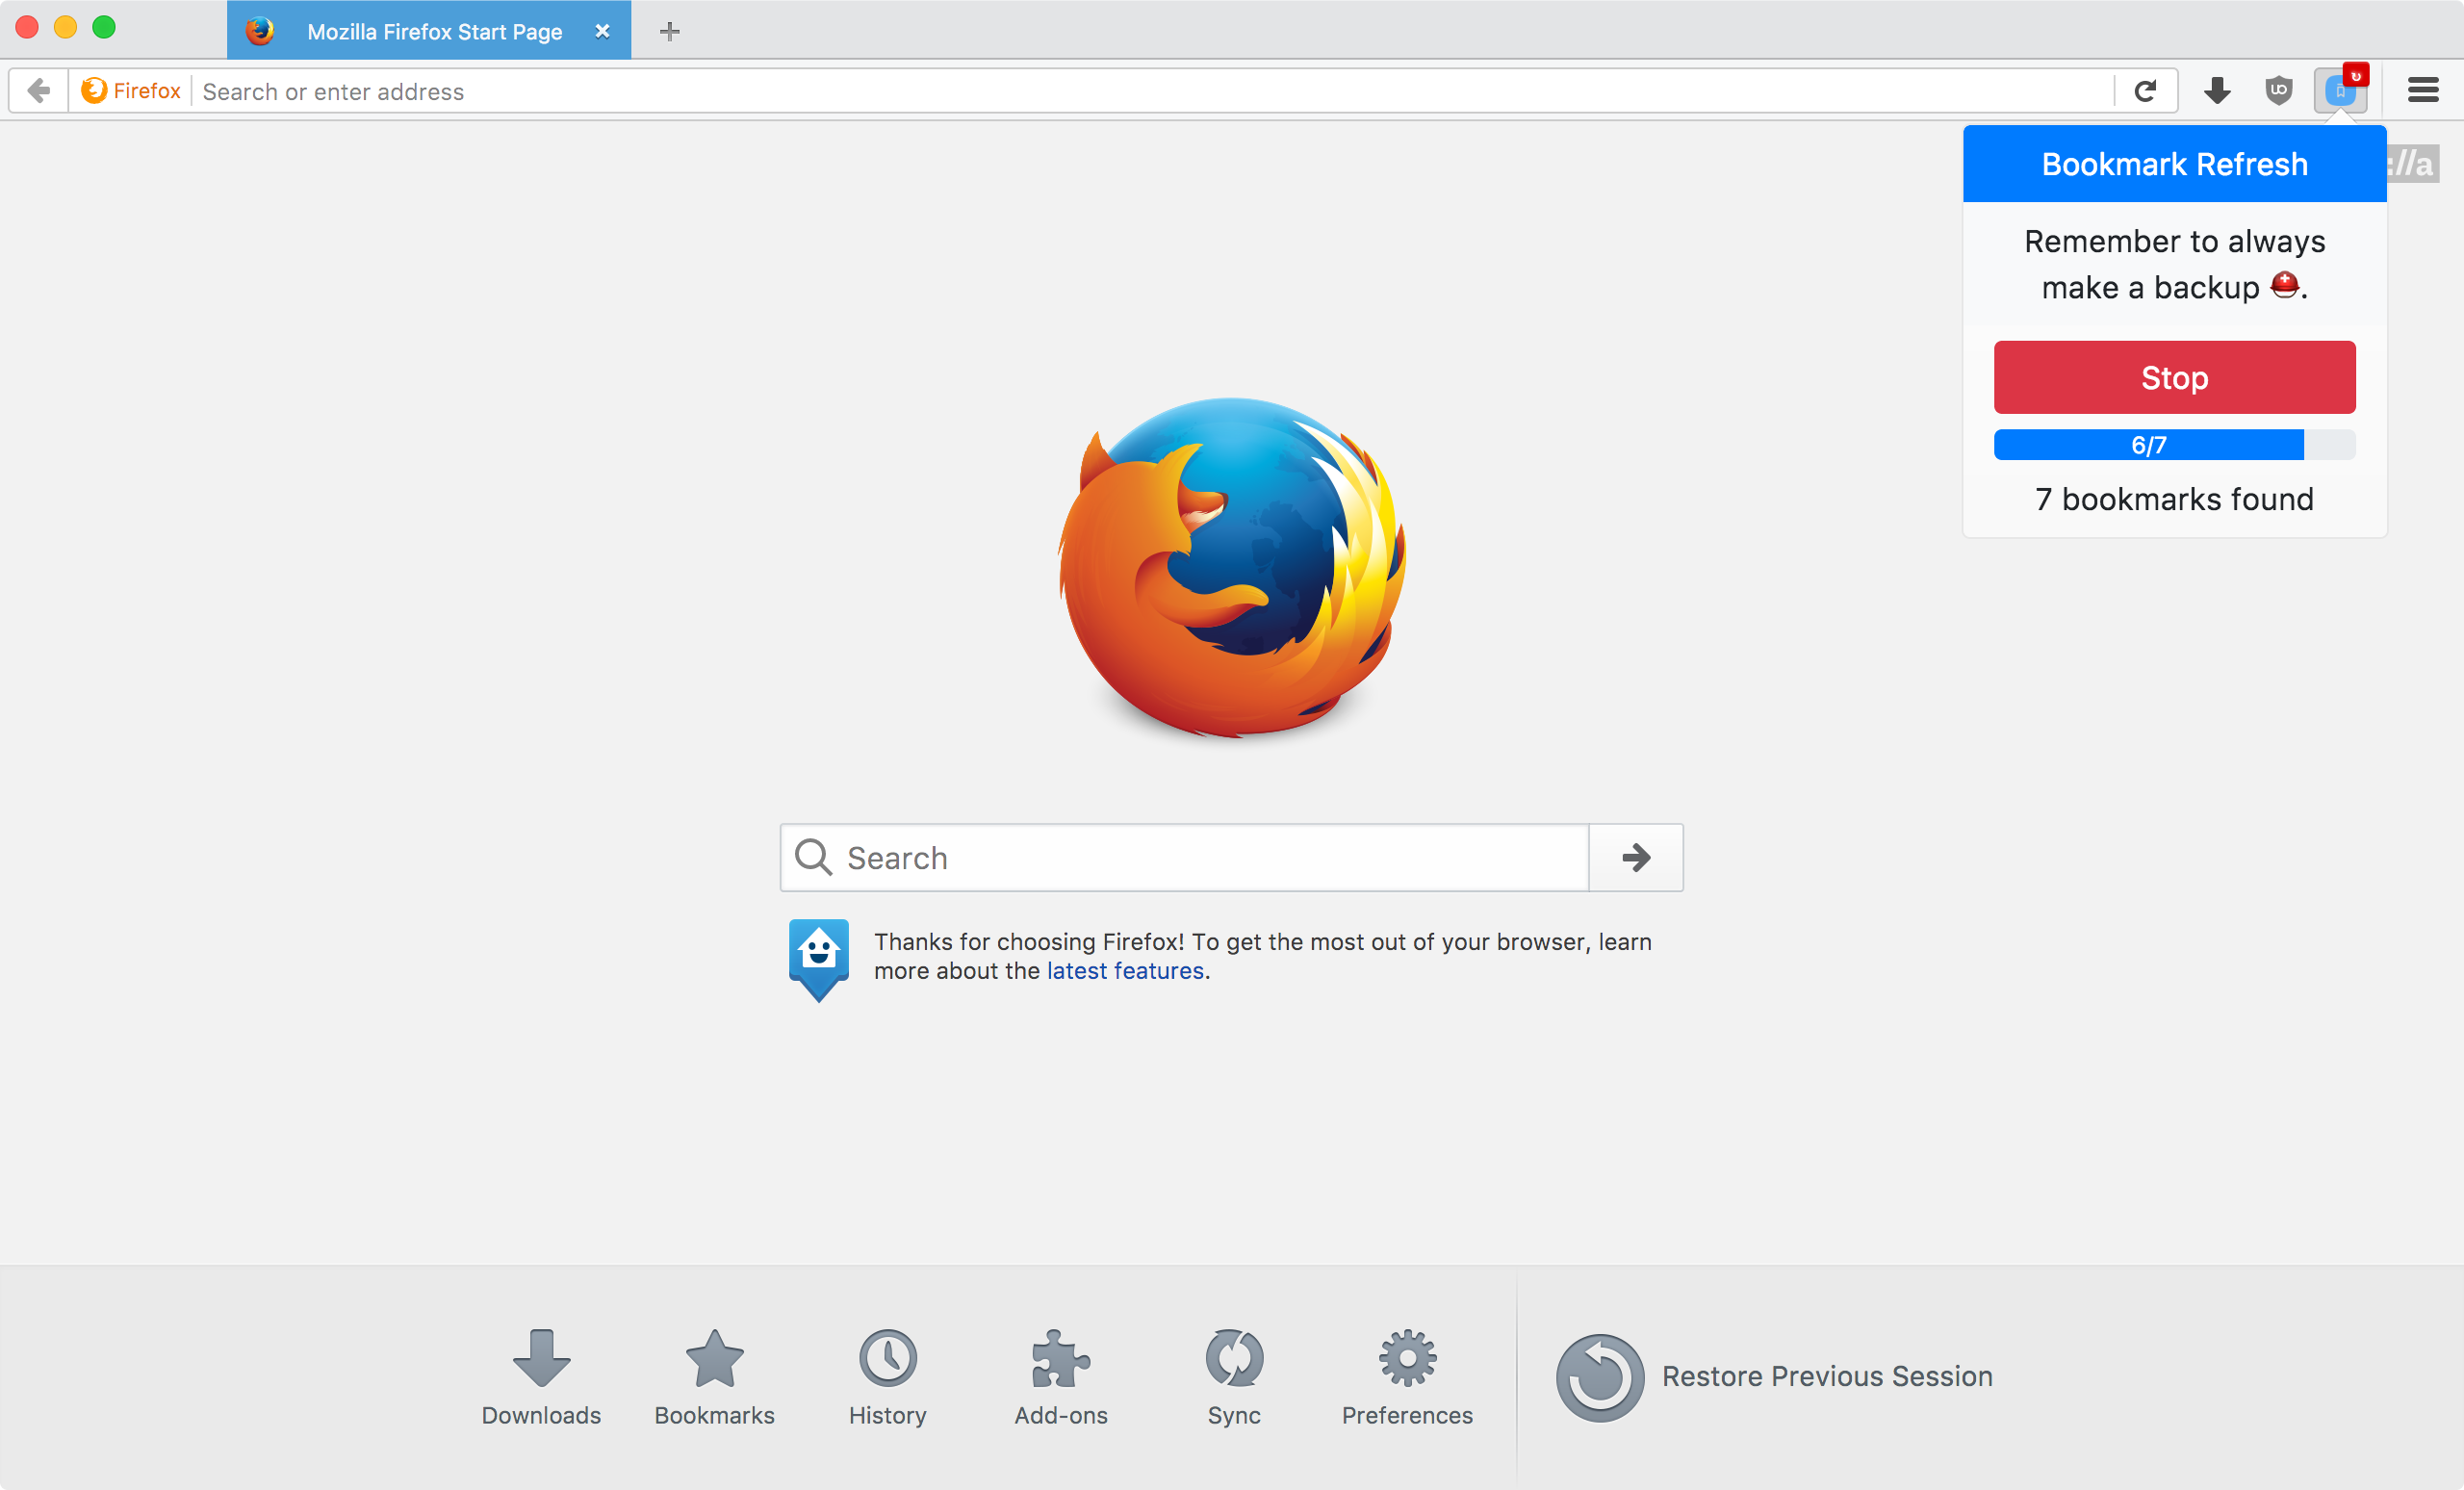 Mozilla Firefox Start Page
Firefox
Search or enter address
Bookmark Refresh
://a
Remember to always
make a backup ⛑.
Stop
6/7
7 bookmarks found
Search
Thanks for choosing Firefox! To get the most out of your browser, learn
more about the latest features.
Downloads
Bookmarks
History
Add-ons
Sync
Preferences
Restore Previous Session